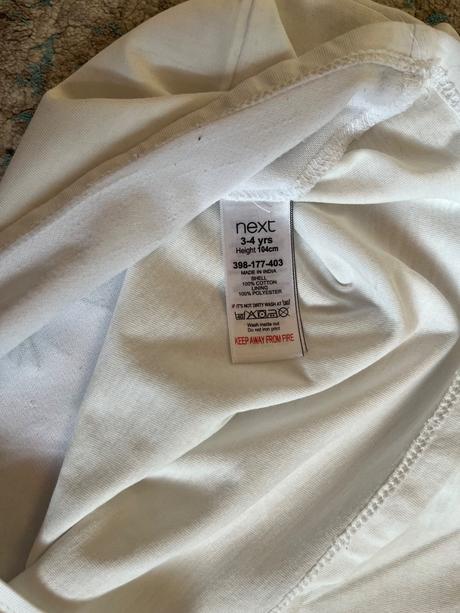 next
3-4 yrs
Height 104cm
398-177-403
MADE IN INDIA
SHELL
100% COTTON
LINING
100% POLYESTER
IF IT'S NOT DIRTY WASH AT
Wash inside out
Do not iron print
KEEP AWAY FROM FIRE